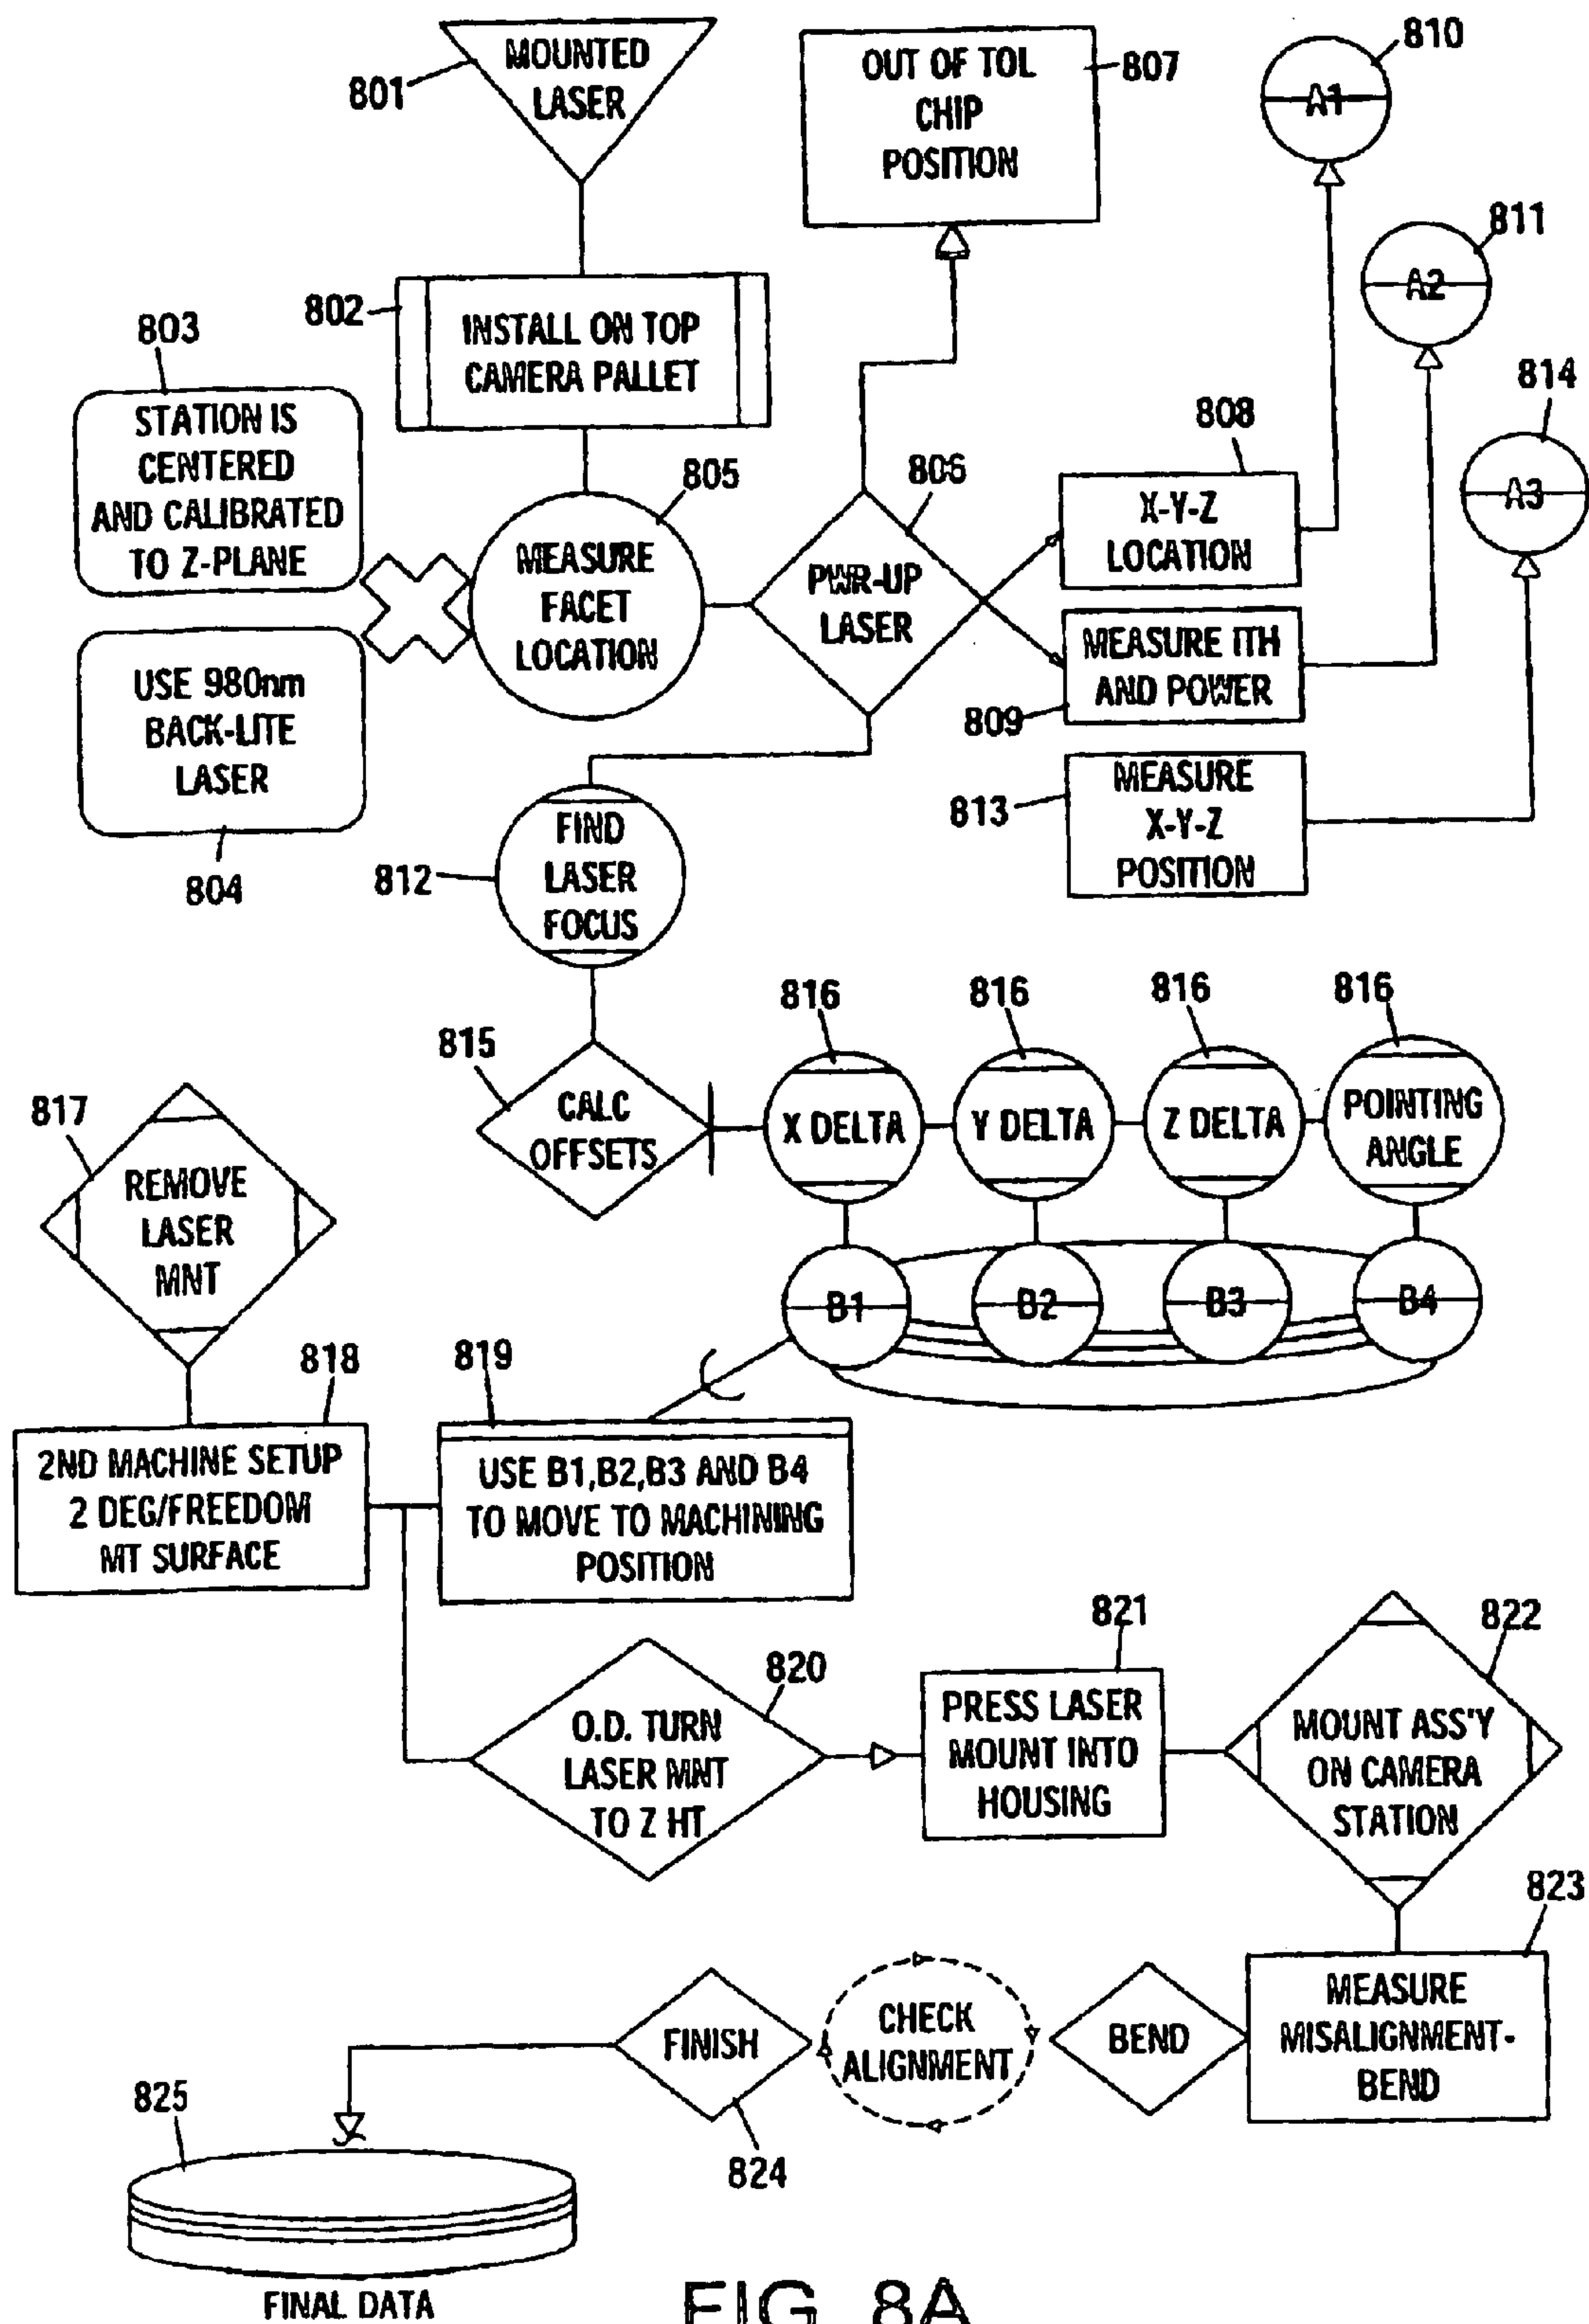 810
MOUNTED
LASER
801
OUT OF TOL
CHIP
POSITION
807
A1
811
A2
802
INSTALL ON TOP
CAMERA PALLET
803
STATION IS
CENTERED
AND CALIBRATED
TO Z-PLANE
814
A3
808
X-Y-Z
LOCATION
805
MEASURE
FACET
LOCATION
806
PWR-UP
LASER
MEASURE ITH
AND POWER
809
USE 980nm
BACK-LITE
LASER
804
MEASURE
X-Y-Z
POSITION
813
FIND
LASER
FOCUS
812
816
816
816
816
815
CALC
OFFSETS
X DELTA
Y DELTA
Z DELTA
POINTING
ANGLE
817
REMOVE
LASER
MNT
B1
B2
B3
B4
818
2ND MACHINE SETUP
2 DEG/FREEDOM
MT SURFACE
819
USE B1,B2,B3 AND B4
TO MOVE TO MACHINING
POSITION
820
O.D. TURN
LASER MNT
TO Z HT
821
PRESS LASER
MOUNT INTO
HOUSING
822
MOUNT ASS'Y
ON CAMERA
STATION
823
MEASURE
MISALIGNMENT-
BEND
BEND
CHECK
ALIGNMENT
FINISH
824
825
FINAL DATA
FIG. 8A